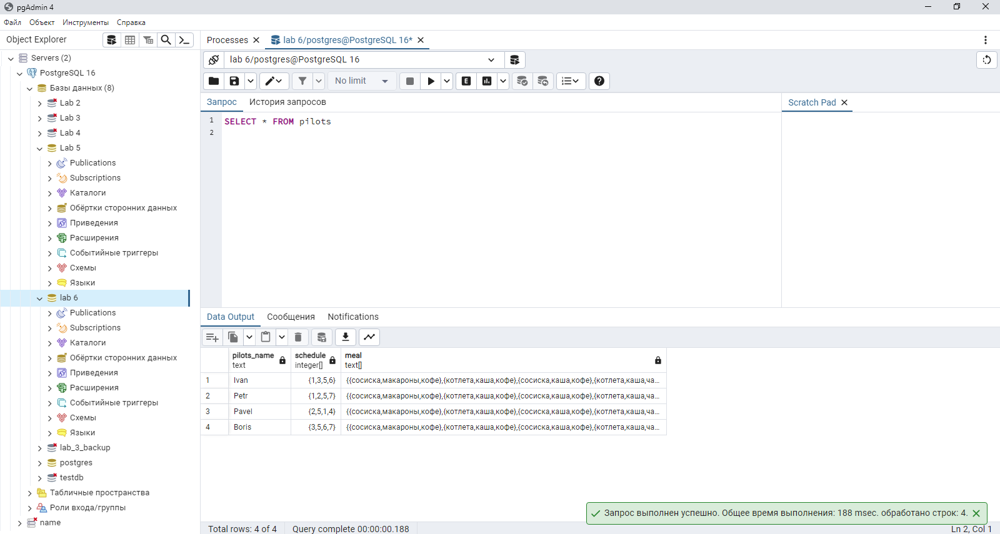 pgAdmin 4
Файл Объект Инструменты Справка
Object Explorer
Servers (2)
PostgreSQL 16
Базы данных (8)
Lab 2
Lab 3
Lab 4
Lab 5
Publications
Subscriptions
Каталоги
Обёртки сторонних данных
Приведения
Расширения
Событийные триггеры
Схемы
Языки
lab 6
Publications
Subscriptions
Каталоги
Обёртки сторонних данных
Приведения
Расширения
Событийные триггеры
Схемы
Языки
lab_3_backup
postgres
testdb
Табличные пространства
Роли входа/группы
name
Processes lab 6/postgres@PostgreSQL 16*
lab 6/postgres@PostgreSQL 16
No limit E
Запрос История запросов
Scratch Pad
1 SELECT * FROM pilots
2
Data Output Сообщения Notifications
pilots_name schedule meal
text integer[] text[]
1 Ivan {1,3,5,6} {{сосиска,макароны,кофе},{котлета,каша,кофе},{сосиска,каша,кофе},{котлета,каша,ча...
2 Petr {1,2,5,7} {{сосиска,макароны,кофе},{котлета,каша,кофе},{сосиска,каша,кофе},{котлета,каша,ча...
3 Pavel {2,5,1,4} {{сосиска,макароны,кофе},{котлета,каша,кофе},{сосиска,каша,кофе},{котлета,каша,ча...
4 Boris {3,5,6,7} {{сосиска,макароны,кофе},{котлета,каша,кофе},{сосиска,каша,кофе},{котлета,каша,ча...
Запрос выполнен успешно. Общее время выполнения: 188 msec. обработано строк: 4.
Total rows: 4 of 4 Query complete 00:00:00.188 Ln 2, Col 1